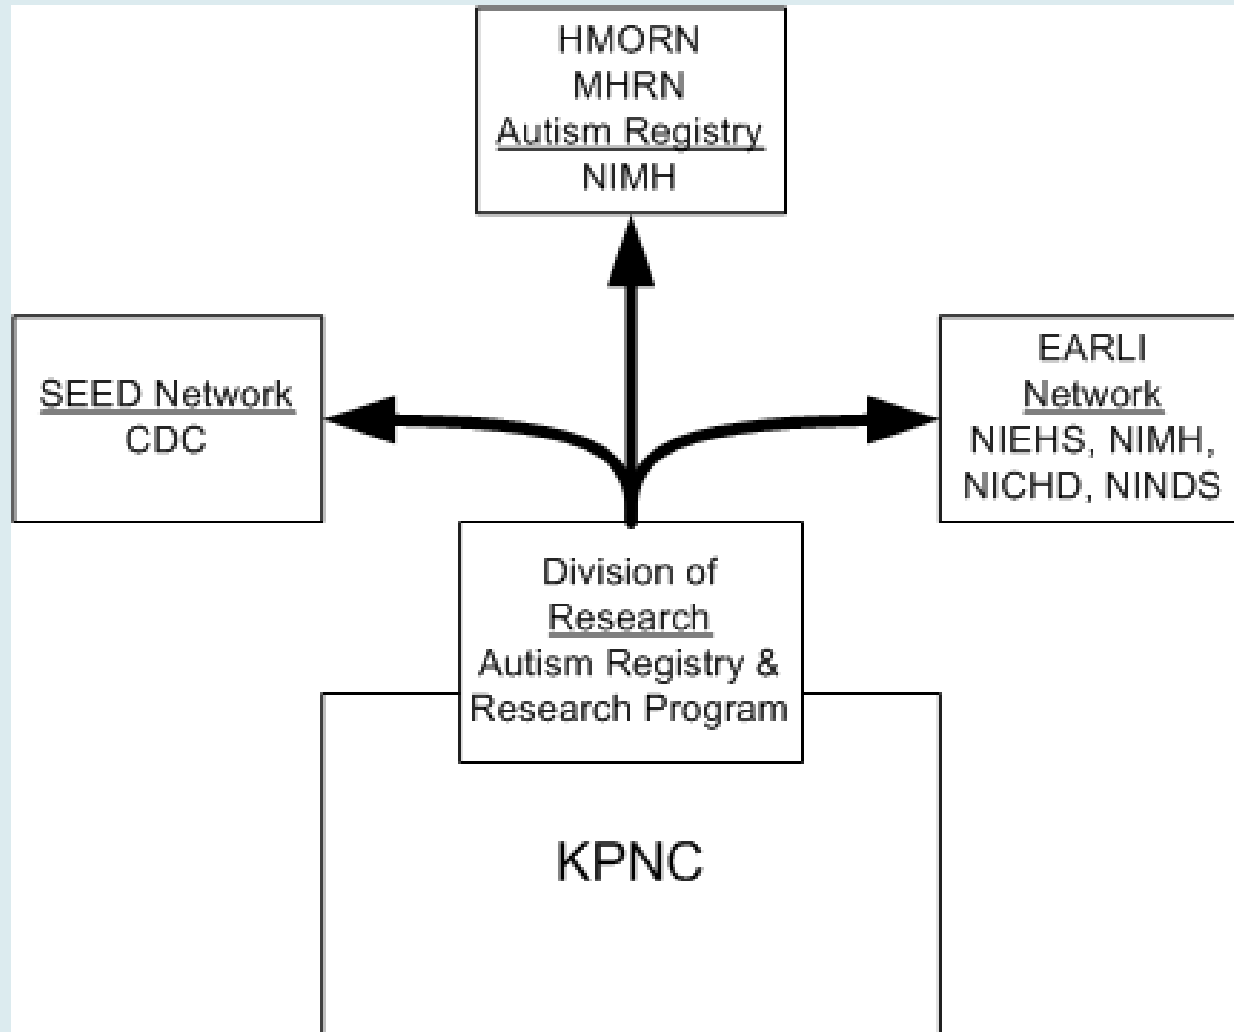 HMORN
MHRN
Autism Registry
NIMH
SEED Network
CDC
EARLI
Network
NIEHS, NIMH,
NICHD, NINDS
Division of
Research
Autism Registry &
Research Program
KPNC